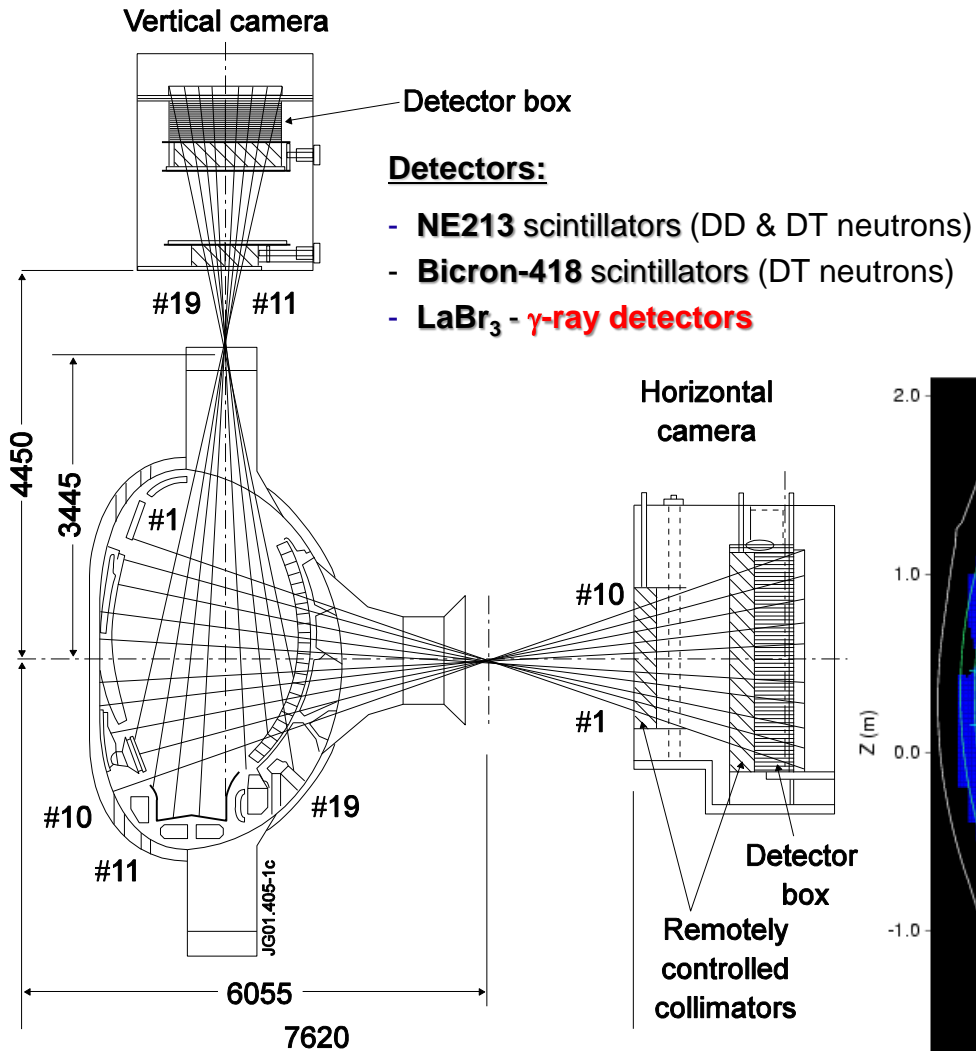 Vertical camera
Detector box
Detectors:
- NE213 scintillators (DD & DT neutrons)
- Bicron-418 scintillators (DT neutrons)
- LaBr₃ - γ-ray detectors
#19 #11
Horizontal
camera
4450
3445
#1
#10
#1
#10
#11
#19
JG01.405-1c
Detector
box
Remotely
controlled
collimators
6055
7620
2.0
1.0
Z (m)
0.0
-1.0